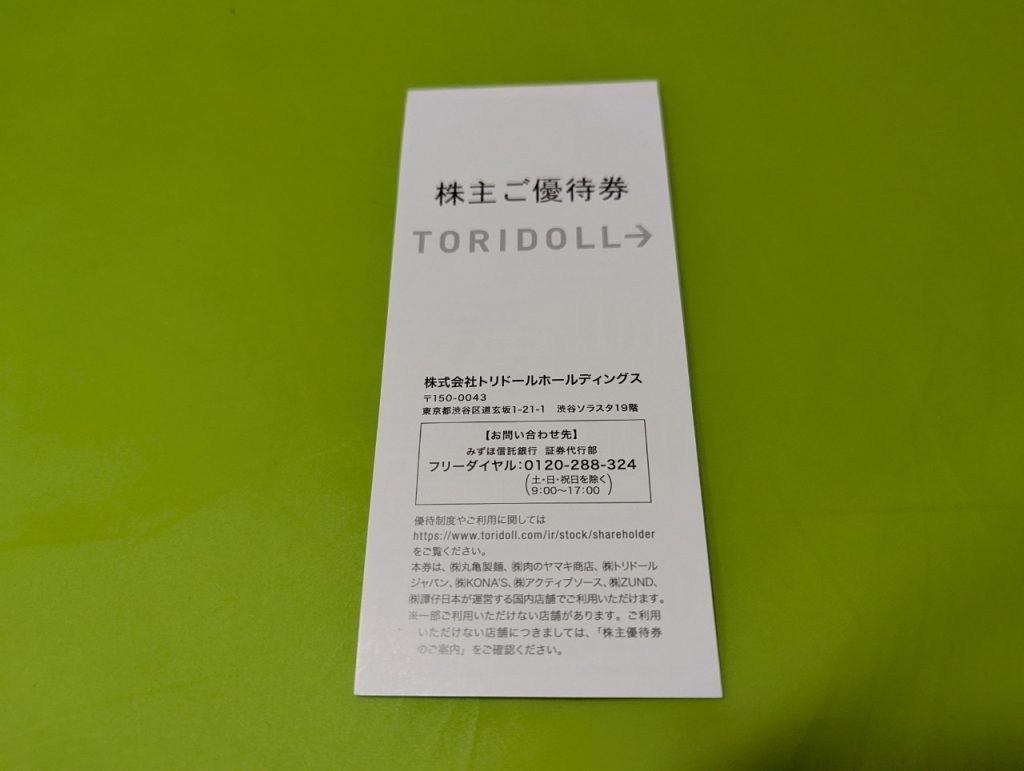 株主ご優待券
TORIDOLL→
株式会社トリドールホールディングス
〒150-0043
東京都渋谷区道玄坂1-21-1 渋谷ソラスタ19階
【お問い合わせ先】
みずほ信託銀行 証券代行部
フリーダイヤル：0120-288-324
(土・日・祝日を除く
9:00〜17:00)
優待制度やご利用に関しては
https://www.toridoll.com/ir/stock/shareholder
をご覧ください。
本券は、㈱丸亀製麺、㈱肉のヤマキ商店、㈱トリドール
ジャパン、㈱KONA'S、㈱アクティブソース、㈱ZUND、
㈱譚仔日本が運営する国内店舗でご利用いただけます。
※一部ご利用いただけない店舗があります。ご利用
いただけない店舗につきましては、「株主優待券
のご案内」をご確認ください。